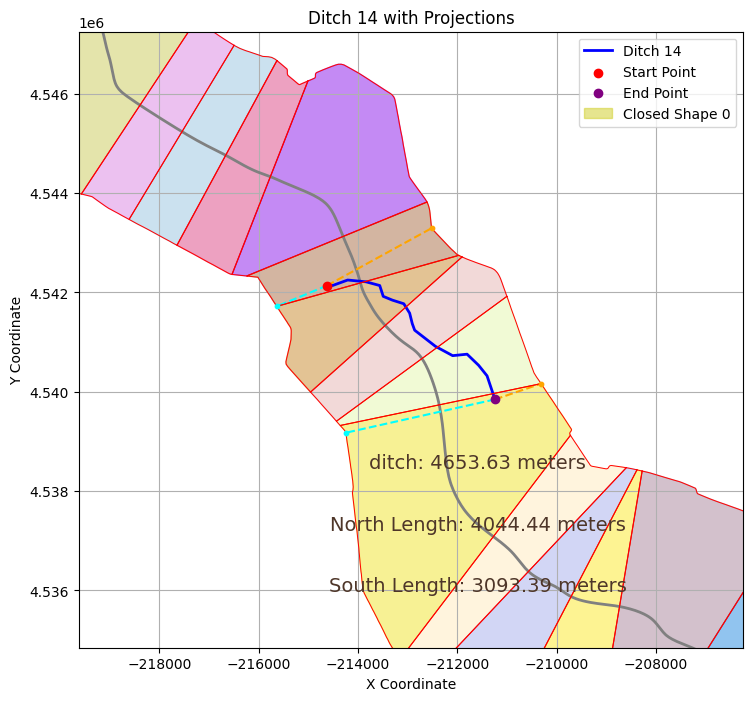 Ditch 14 with Projections
1e6
Ditch 14
Start Point
End Point
Closed Shape 0
4.546
4.544
4.542
4.540
4.538
4.536
Y Coordinate
ditch: 4653.63 meters
North Length: 4044.44 meters
South Length: 3093.39 meters
−218000 −216000 −214000 −212000 −210000 −208000
X Coordinate